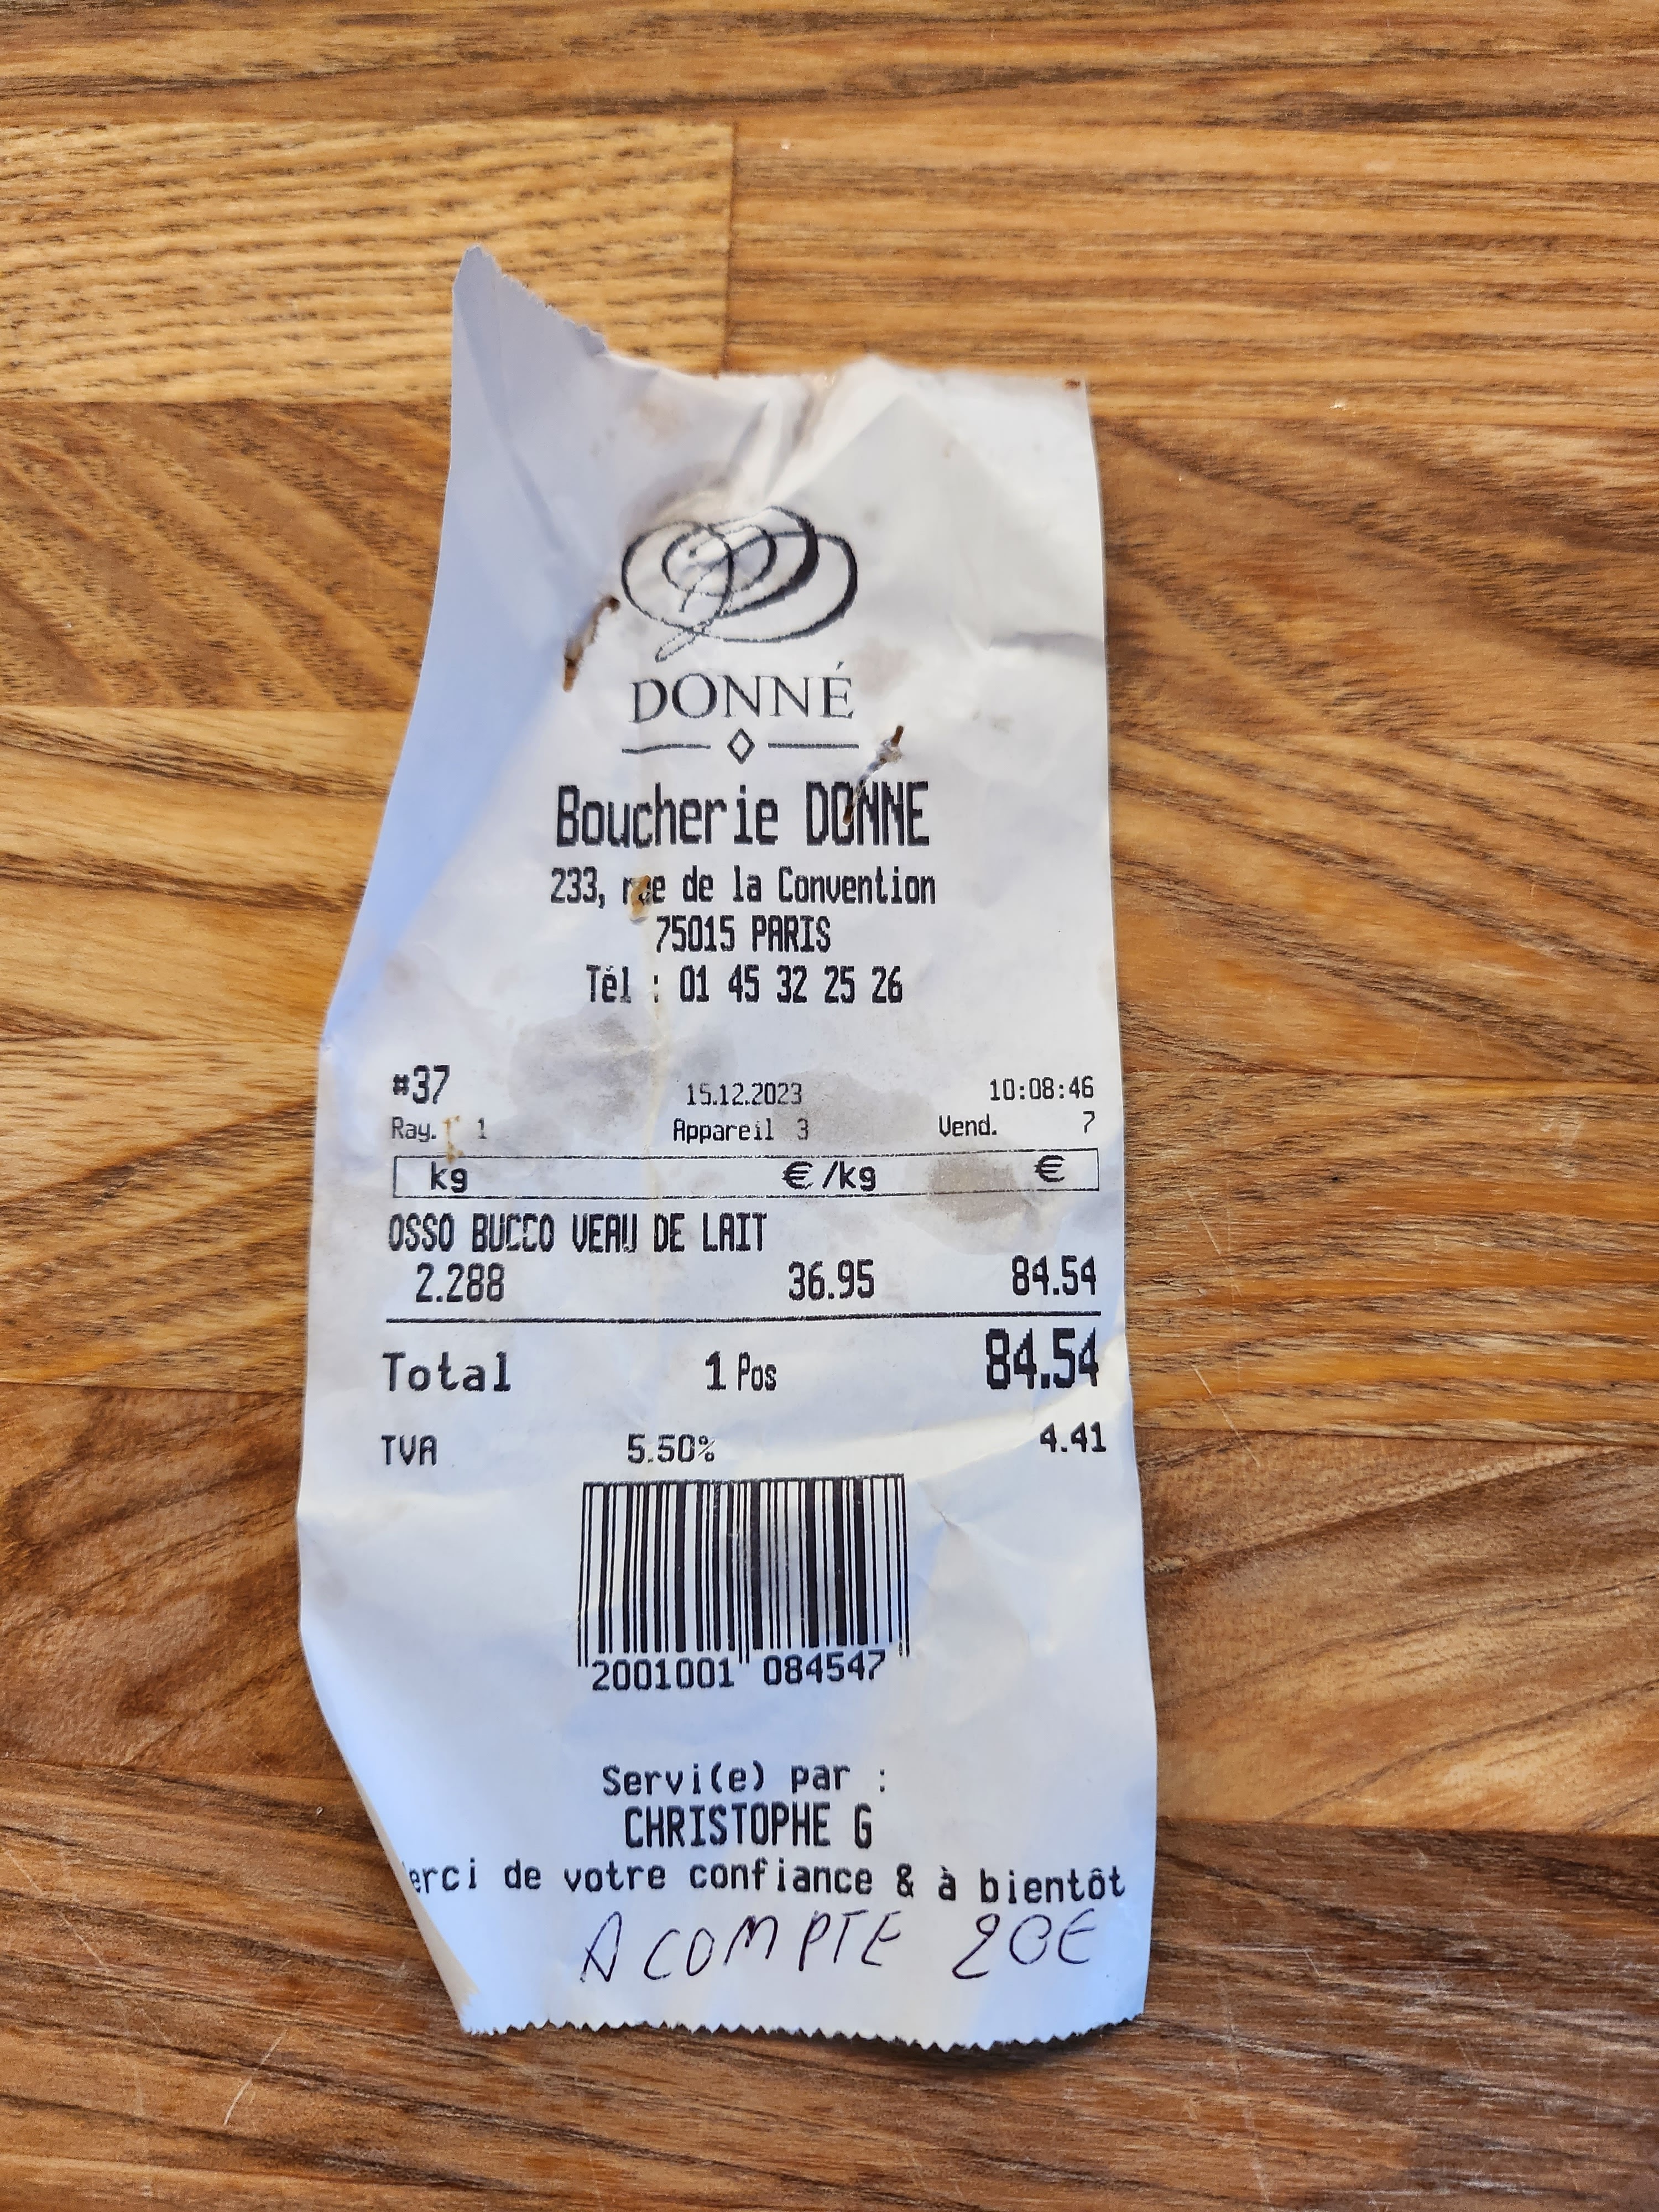 DONNÉ
Boucherie DONNE
233, rue de la Convention
75015 PARIS
Tél : 01 45 32 25 26
#37 15.12.2023 10:08:46
Ray. 1 Appareil 3 Vend. 7
kg €/kg €
OSSO BUCCO VEAU DE LAIT
2.288 36.95 84.54
Total 1 Pos 84.54
TVA 5.50% 4.41
2001001 084547
Servi(e) par :
CHRISTOPHE G
erci de votre confiance & à bientôt
ACOMPTE 20€